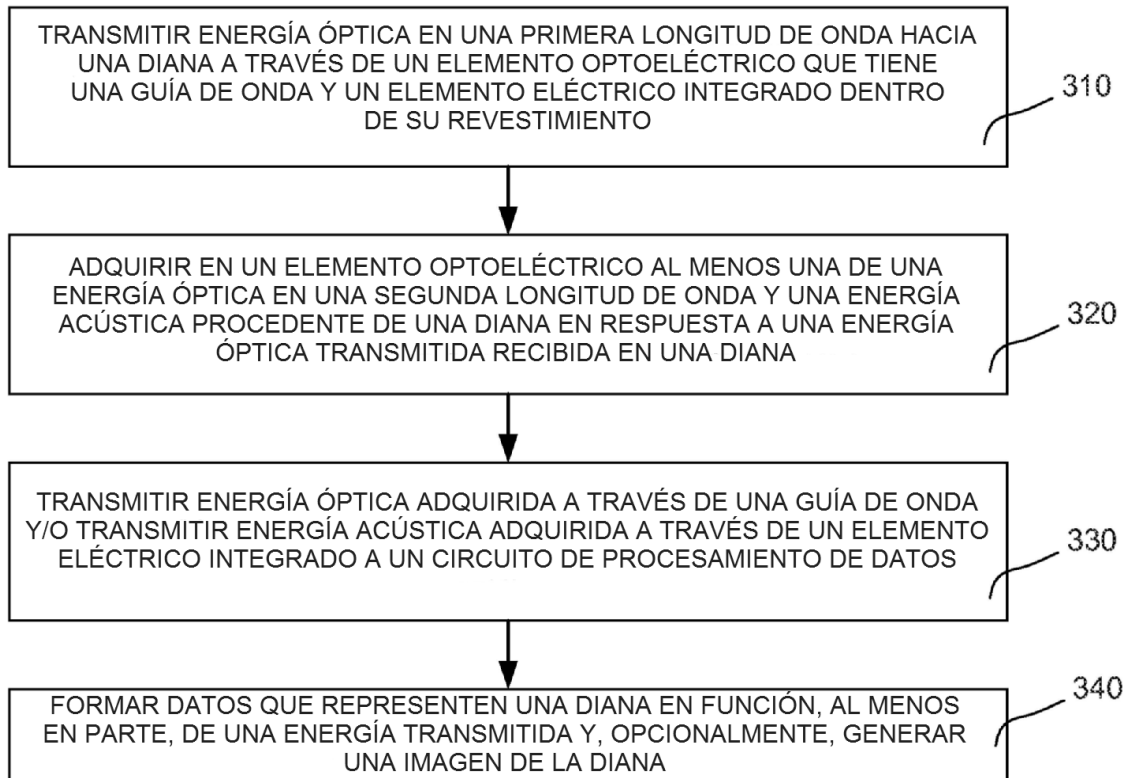 TRANSMITIR ENERGÍA ÓPTICA EN UNA PRIMERA LONGITUD DE ONDA HACIA
UNA DIANA A TRAVÉS DE UN ELEMENTO OPTOELÉCTRICO QUE TIENE
UNA GUÍA DE ONDA Y UN ELEMENTO ELÉCTRICO INTEGRADO DENTRO
DE SU REVESTIMIENTO
310
ADQUIRIR EN UN ELEMENTO OPTOELÉCTRICO AL MENOS UNA DE UNA
ENERGÍA ÓPTICA EN UNA SEGUNDA LONGITUD DE ONDA Y UNA ENERGÍA
ACÚSTICA PROCEDENTE DE UNA DIANA EN RESPUESTA A UNA ENERGÍA
ÓPTICA TRANSMITIDA RECIBIDA EN UNA DIANA
320
TRANSMITIR ENERGÍA ÓPTICA ADQUIRIDA A TRAVÉS DE UNA GUÍA DE ONDA
Y/O TRANSMITIR ENERGÍA ACÚSTICA ADQUIRIDA A TRAVÉS DE UN ELEMENTO
ELÉCTRICO INTEGRADO A UN CIRCUITO DE PROCESAMIENTO DE DATOS
330
FORMAR DATOS QUE REPRESENTEN UNA DIANA EN FUNCIÓN, AL MENOS
EN PARTE, DE UNA ENERGÍA TRANSMITIDA Y, OPCIONALMENTE, GENERAR
UNA IMAGEN DE LA DIANA
340